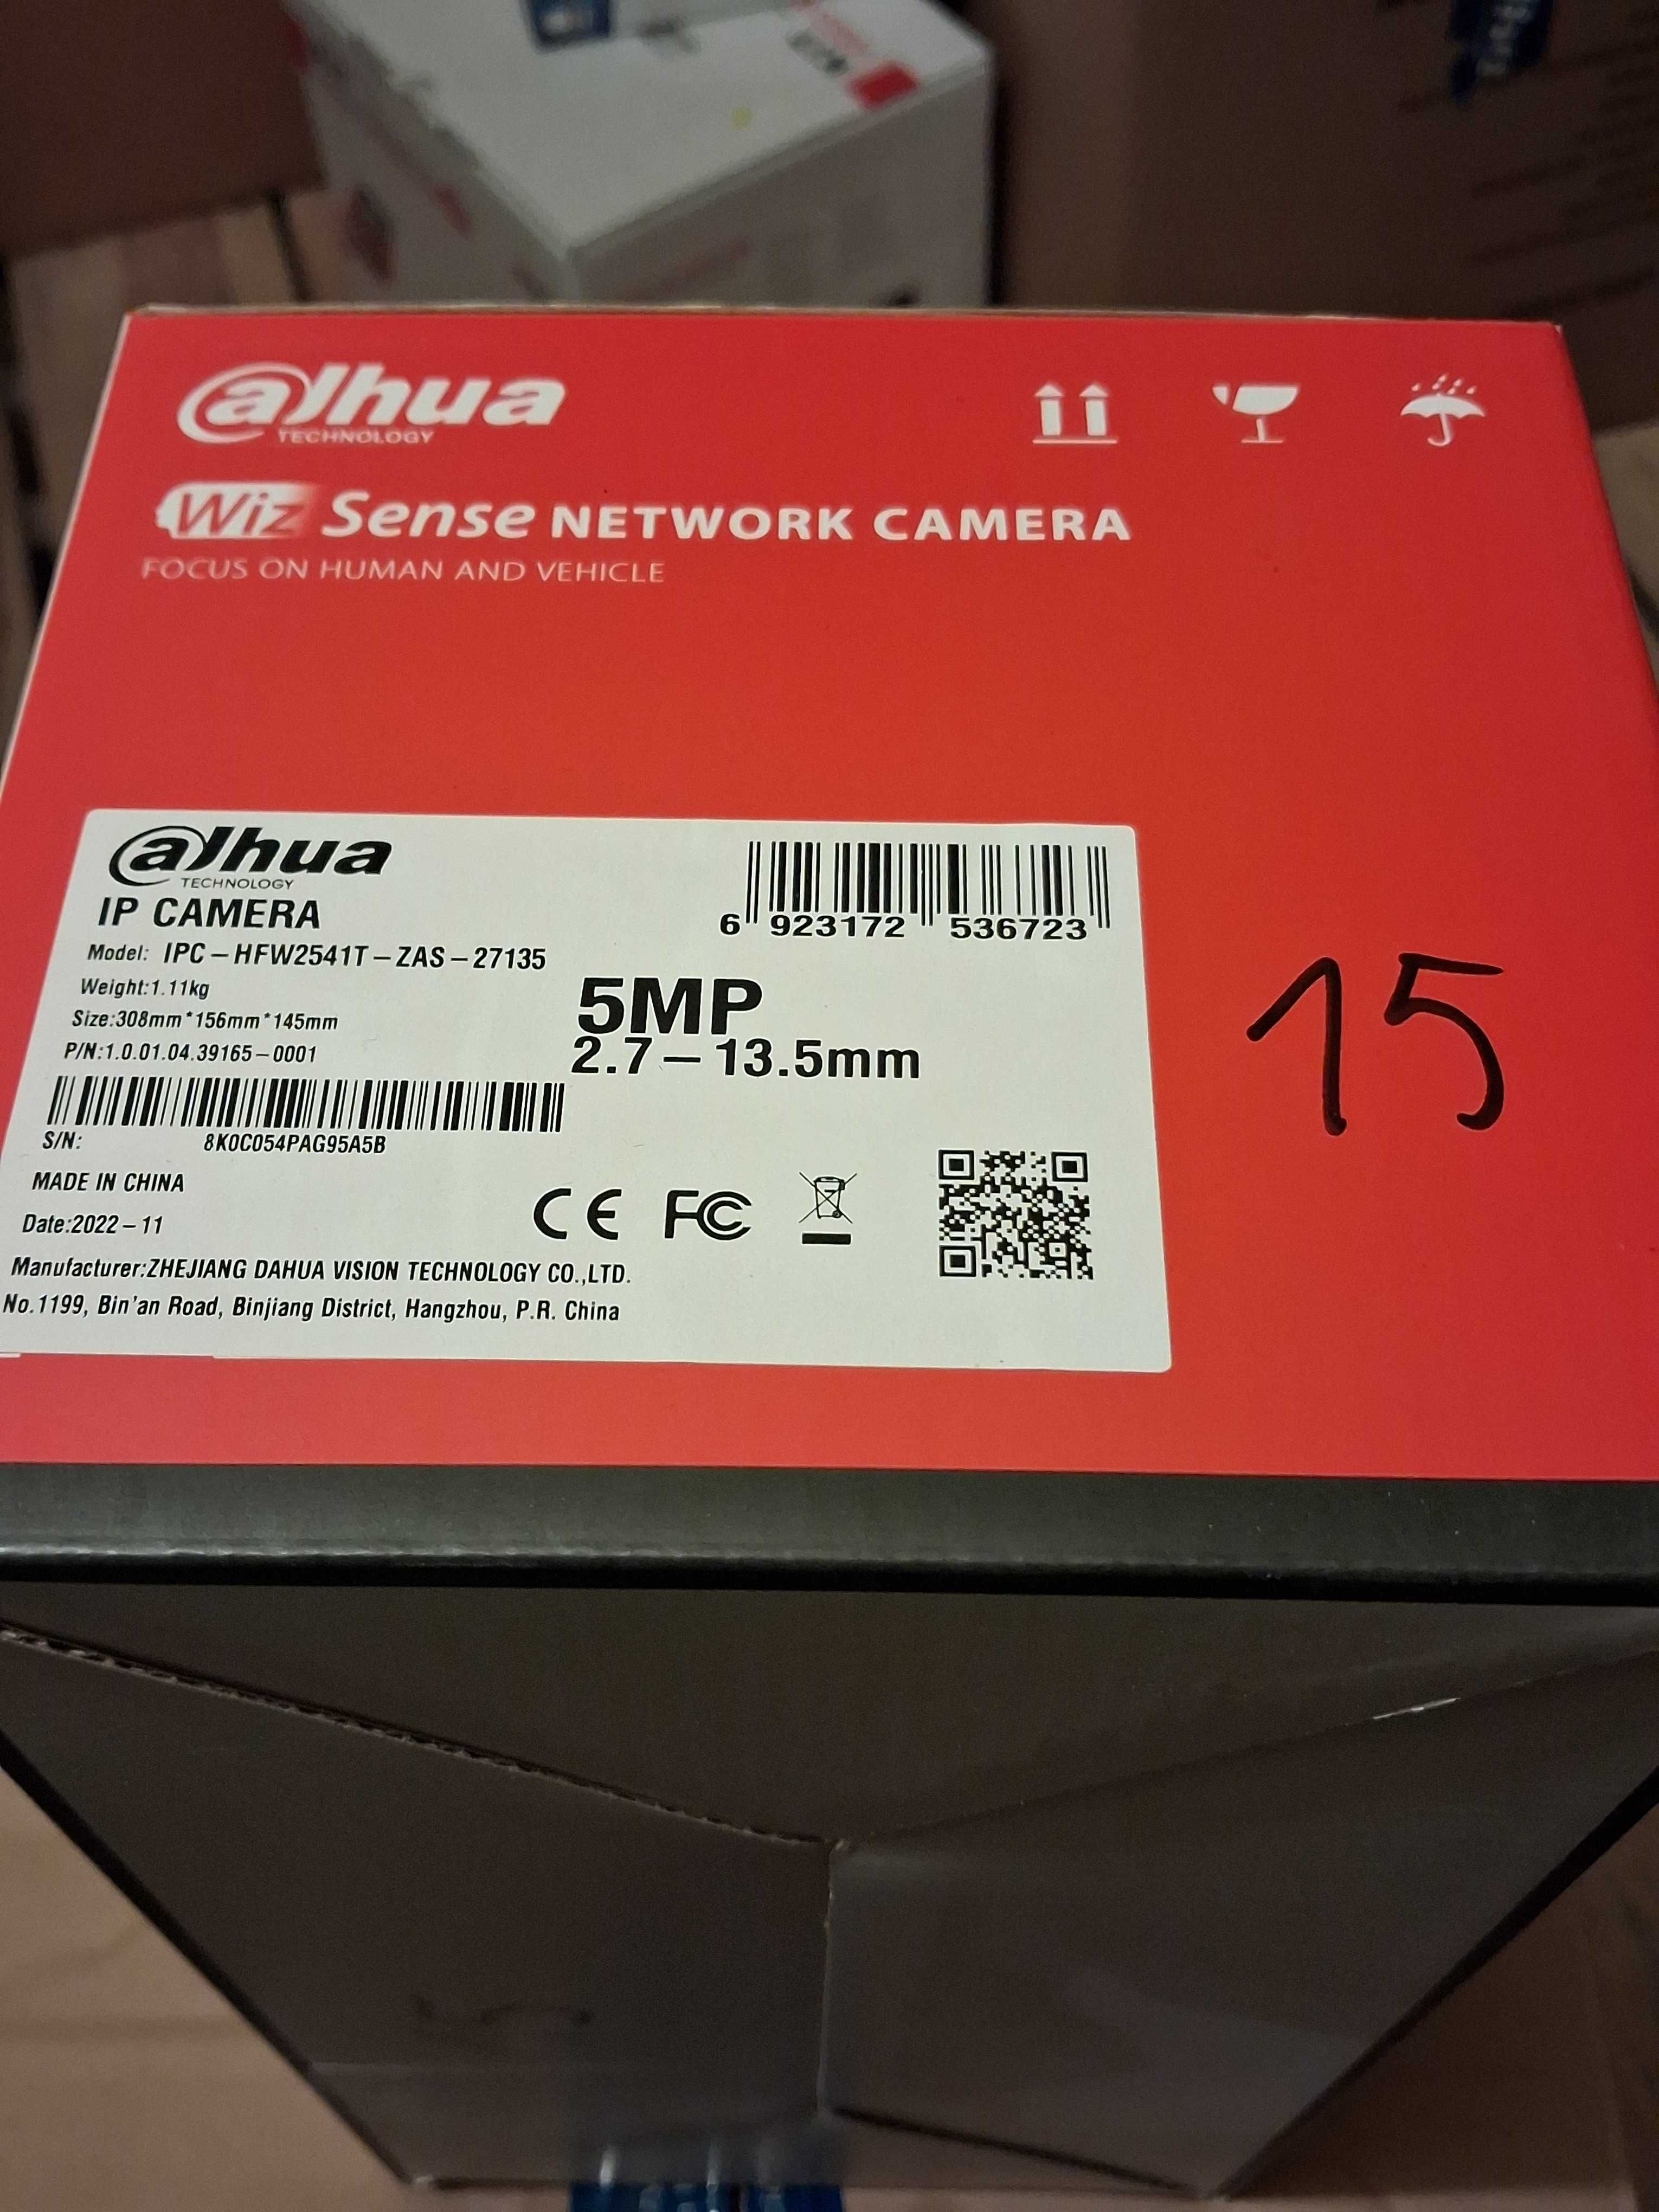 alhua
TECHNOLOGY
Wiz Sense NETWORK CAMERA
FOCUS ON HUMAN AND VEHICLE
alhua
TECHNOLOGY
IP CAMERA
6 923172 536723
Model: IPC-HFW2541T-ZAS-27135
Weight:1.11kg
5MP
Size:308mm*156mm*145mm
2.7-13.5mm
P/N:1.0.01.04.39165-0001
15
S/N: 8K0C054PAG95A5B
MADE IN CHINA
CE FC
Date:2022-11
Manufacturer:ZHEJIANG DAHUA VISION TECHNOLOGY CO.,LTD.
No.1199, Bin'an Road, Binjiang District, Hangzhou, P.R. China